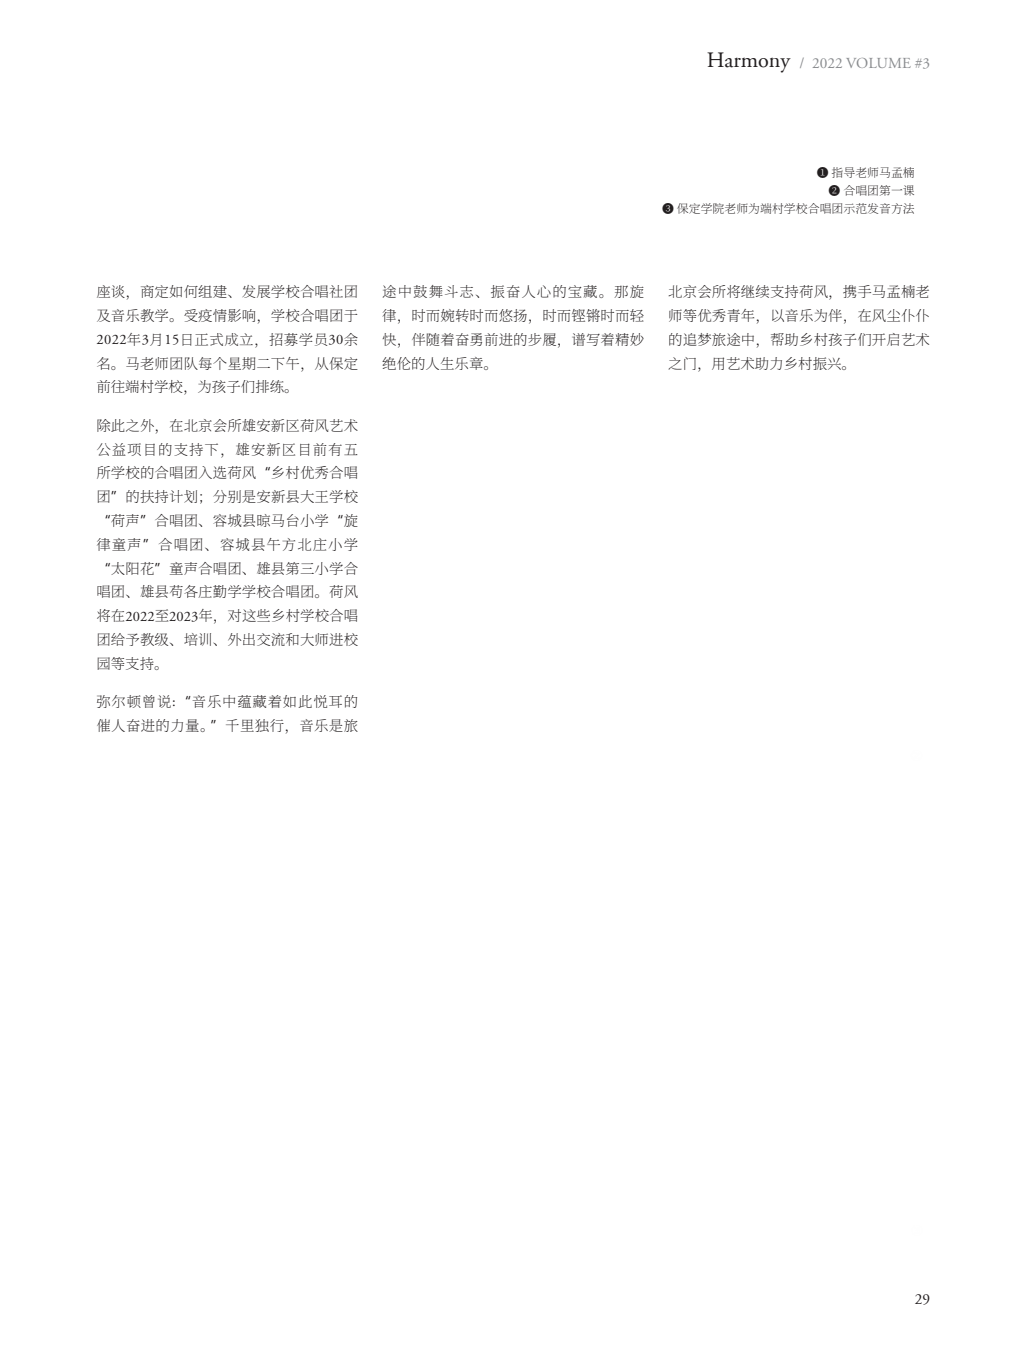 Harmony / 2022 VOLUME #3
❶ 指导老师马孟楠
❷ 合唱团第一课
❸ 保定学院老师为端村学校合唱团示范发音方法
座谈，商定如何组建、发展学校合唱社团
及音乐教学。受疫情影响，学校合唱团于
2022年3月15日正式成立，招募学员30余
名。马老师团队每个星期二下午，从保定
前往端村学校，为孩子们排练。
除此之外，在北京会所雄安新区荷风艺术
公益项目的支持下，雄安新区目前有五
所学校的合唱团入选荷风“乡村优秀合唱
团”的扶持计划；分别是安新县大王学校
“荷声”合唱团、容城县晾马台小学“旋
律童声”合唱团、容城县午方北庄小学
“太阳花”童声合唱团、雄县第三小学合
唱团、雄县苟各庄勤学学校合唱团。荷风
将在2022至2023年，对这些乡村学校合唱
团给予教级、培训、外出交流和大师进校
园等支持。
弥尔顿曾说：“音乐中蕴藏着如此悦耳的
催人奋进的力量。”千里独行，音乐是旅
途中鼓舞斗志、振奋人心的宝藏。那旋
律，时而婉转时而悠扬，时而铿锵时而轻
快，伴随着奋勇前进的步履，谱写着精妙
绝伦的人生乐章。
北京会所将继续支持荷风，携手马孟楠老
师等优秀青年，以音乐为伴，在风尘仆仆
的追梦旅途中，帮助乡村孩子们开启艺术
之门，用艺术助力乡村振兴。
29